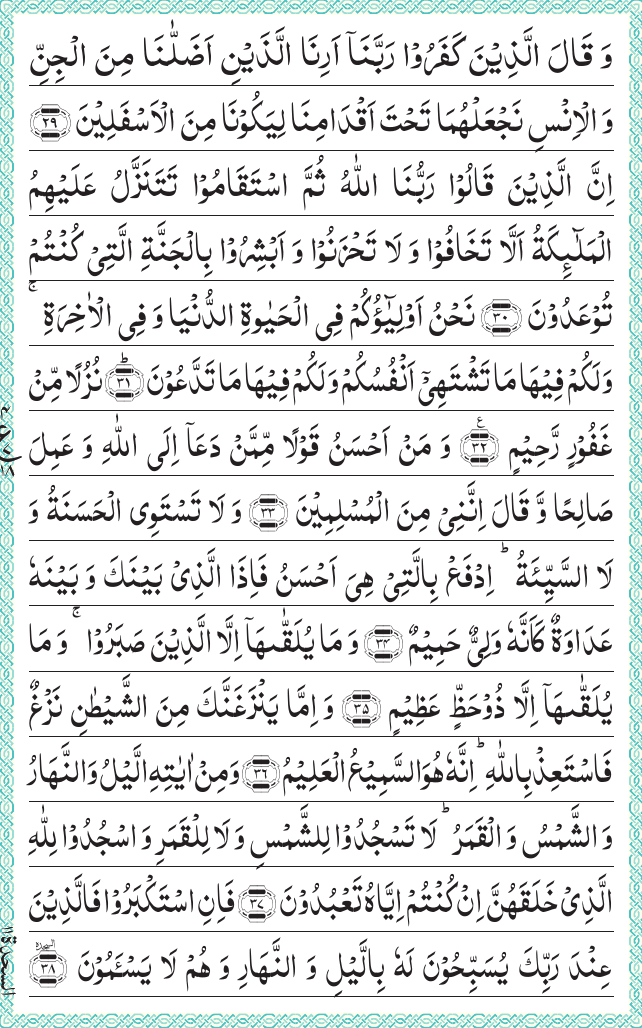 وَ قَالَ الَّذِيْنَ كَفَرُوْا رَبَّنَاۤ اَرِنَا الَّذَيْنِ اَضَلّٰنَا مِنَ الْجِنِّ
وَ الْاِنْسِ نَجْعَلْهُمَا تَحْتَ اَقْدَامِنَا لِيَكُوْنَا مِنَ الْاَسْفَلِيْنَ ﴿۲۹﴾
اِنَّ الَّذِيْنَ قَالُوْا رَبُّنَا اللّٰهُ ثُمَّ اسْتَقَامُوْا تَتَنَزَّلُ عَلَيْهِمُ
الْمَلٰٓىِٕكَةُ اَلَّا تَخَافُوْا وَ لَا تَحْزَنُوْا وَ اَبْشِرُوْا بِالْجَنَّةِ الَّتِيْ كُنْتُمْ
تُوْعَدُوْنَ ﴿۳۰﴾ نَحْنُ اَوْلِيٰٓؤُكُمْ فِي الْحَيٰوةِ الدُّنْيَا وَ فِي الْاٰخِرَةِ ۚ
وَلَكُمْ فِيْهَا مَا تَشْتَهِيْۤ اَنْفُسُكُمْ وَلَكُمْ فِيْهَا مَا تَدَّعُوْنَ ﴿۳۱﴾ؕ نُزُلًا مِّنْ
غَفُوْرٍ رَّحِيْمٍ ﴿۳۲﴾ ع وَ مَنْ اَحْسَنُ قَوْلًا مِّمَّنْ دَعَاۤ اِلَى اللّٰهِ وَ عَمِلَ
صَالِحًا وَّ قَالَ اِنَّنِيْ مِنَ الْمُسْلِمِيْنَ ﴿۳۳﴾ وَ لَا تَسْتَوِي الْحَسَنَةُ وَ
لَا السَّيِّئَةُ ؕ اِدْفَعْ بِالَّتِيْ هِيَ اَحْسَنُ فَاِذَا الَّذِيْ بَيْنَكَ وَ بَيْنَهٗ
عَدَاوَةٌ كَاَنَّهٗ وَلِيٌّ حَمِيْمٌ ﴿۳۴﴾ وَ مَا يُلَقّٰىهَاۤ اِلَّا الَّذِيْنَ صَبَرُوْا ۚ وَ مَا
يُلَقّٰىهَاۤ اِلَّا ذُوْحَظٍّ عَظِيْمٍ ﴿۳۵﴾ وَ اِمَّا يَنْزَغَنَّكَ مِنَ الشَّيْطٰنِ نَزْغٌ
فَاسْتَعِذْ بِاللّٰهِ ؕ اِنَّهٗ هُوَ السَّمِيْعُ الْعَلِيْمُ ﴿۳۶﴾ وَمِنْ اٰيٰتِهِ الَّيْلُ وَالنَّهَارُ
وَ الشَّمْسُ وَ الْقَمَرُ ؕ لَا تَسْجُدُوْا لِلشَّمْسِ وَ لَا لِلْقَمَرِ وَ اسْجُدُوْا لِلّٰهِ
الَّذِيْ خَلَقَهُنَّ اِنْ كُنْتُمْ اِيَّاهُ تَعْبُدُوْنَ ﴿۳۷﴾ فَاِنِ اسْتَكْبَرُوْا فَالَّذِيْنَ
عِنْدَ رَبِّكَ يُسَبِّحُوْنَ لَهٗ بِالَّيْلِ وَ النَّهَارِ وَ هُمْ لَا يَسْـَٔمُوْنَ ﴿۳۸﴾ السجدة
السجدة ۱۱